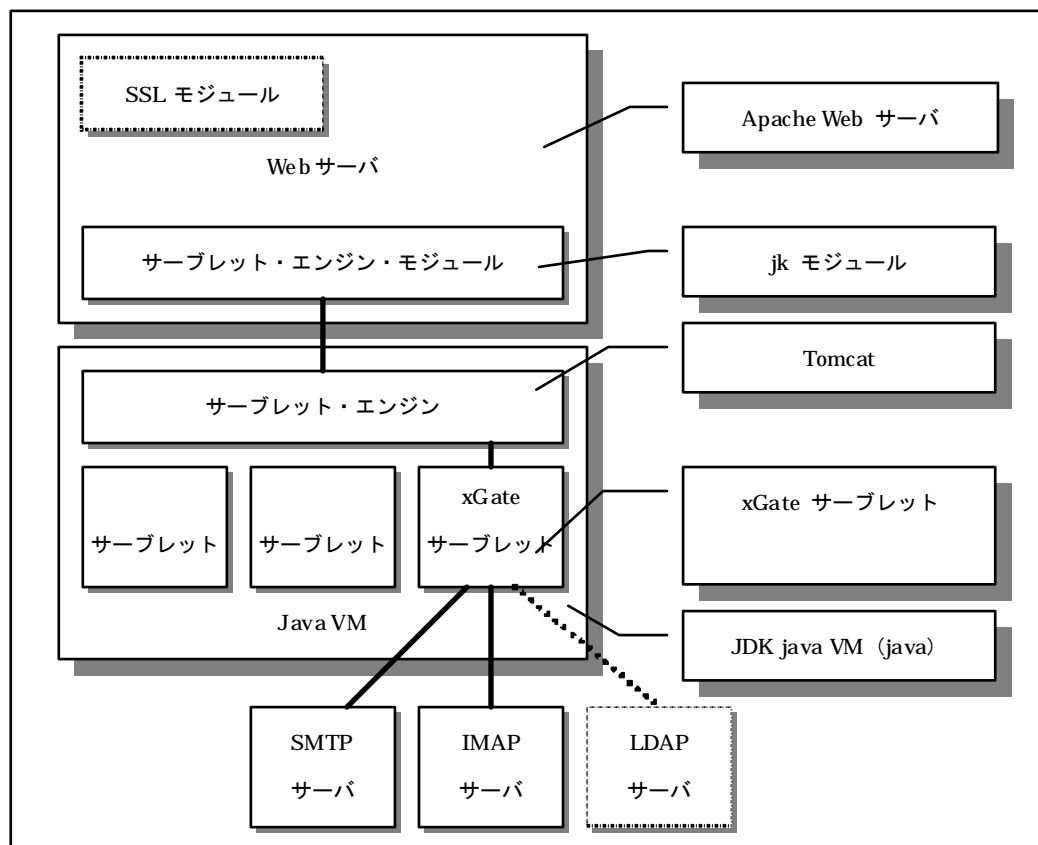 SSL モジュール
Apache Web サーバ
Web サーバ
サーブレット・エンジン・モジュール
jk モジュール
Tomcat
サーブレット・エンジン
xGate
サーブレット
サーブレット
サーブレット
xGate サーブレット
Java VM
JDK java VM（java）
SMTP
サーバ
IMAP
サーバ
LDAP
サーバ